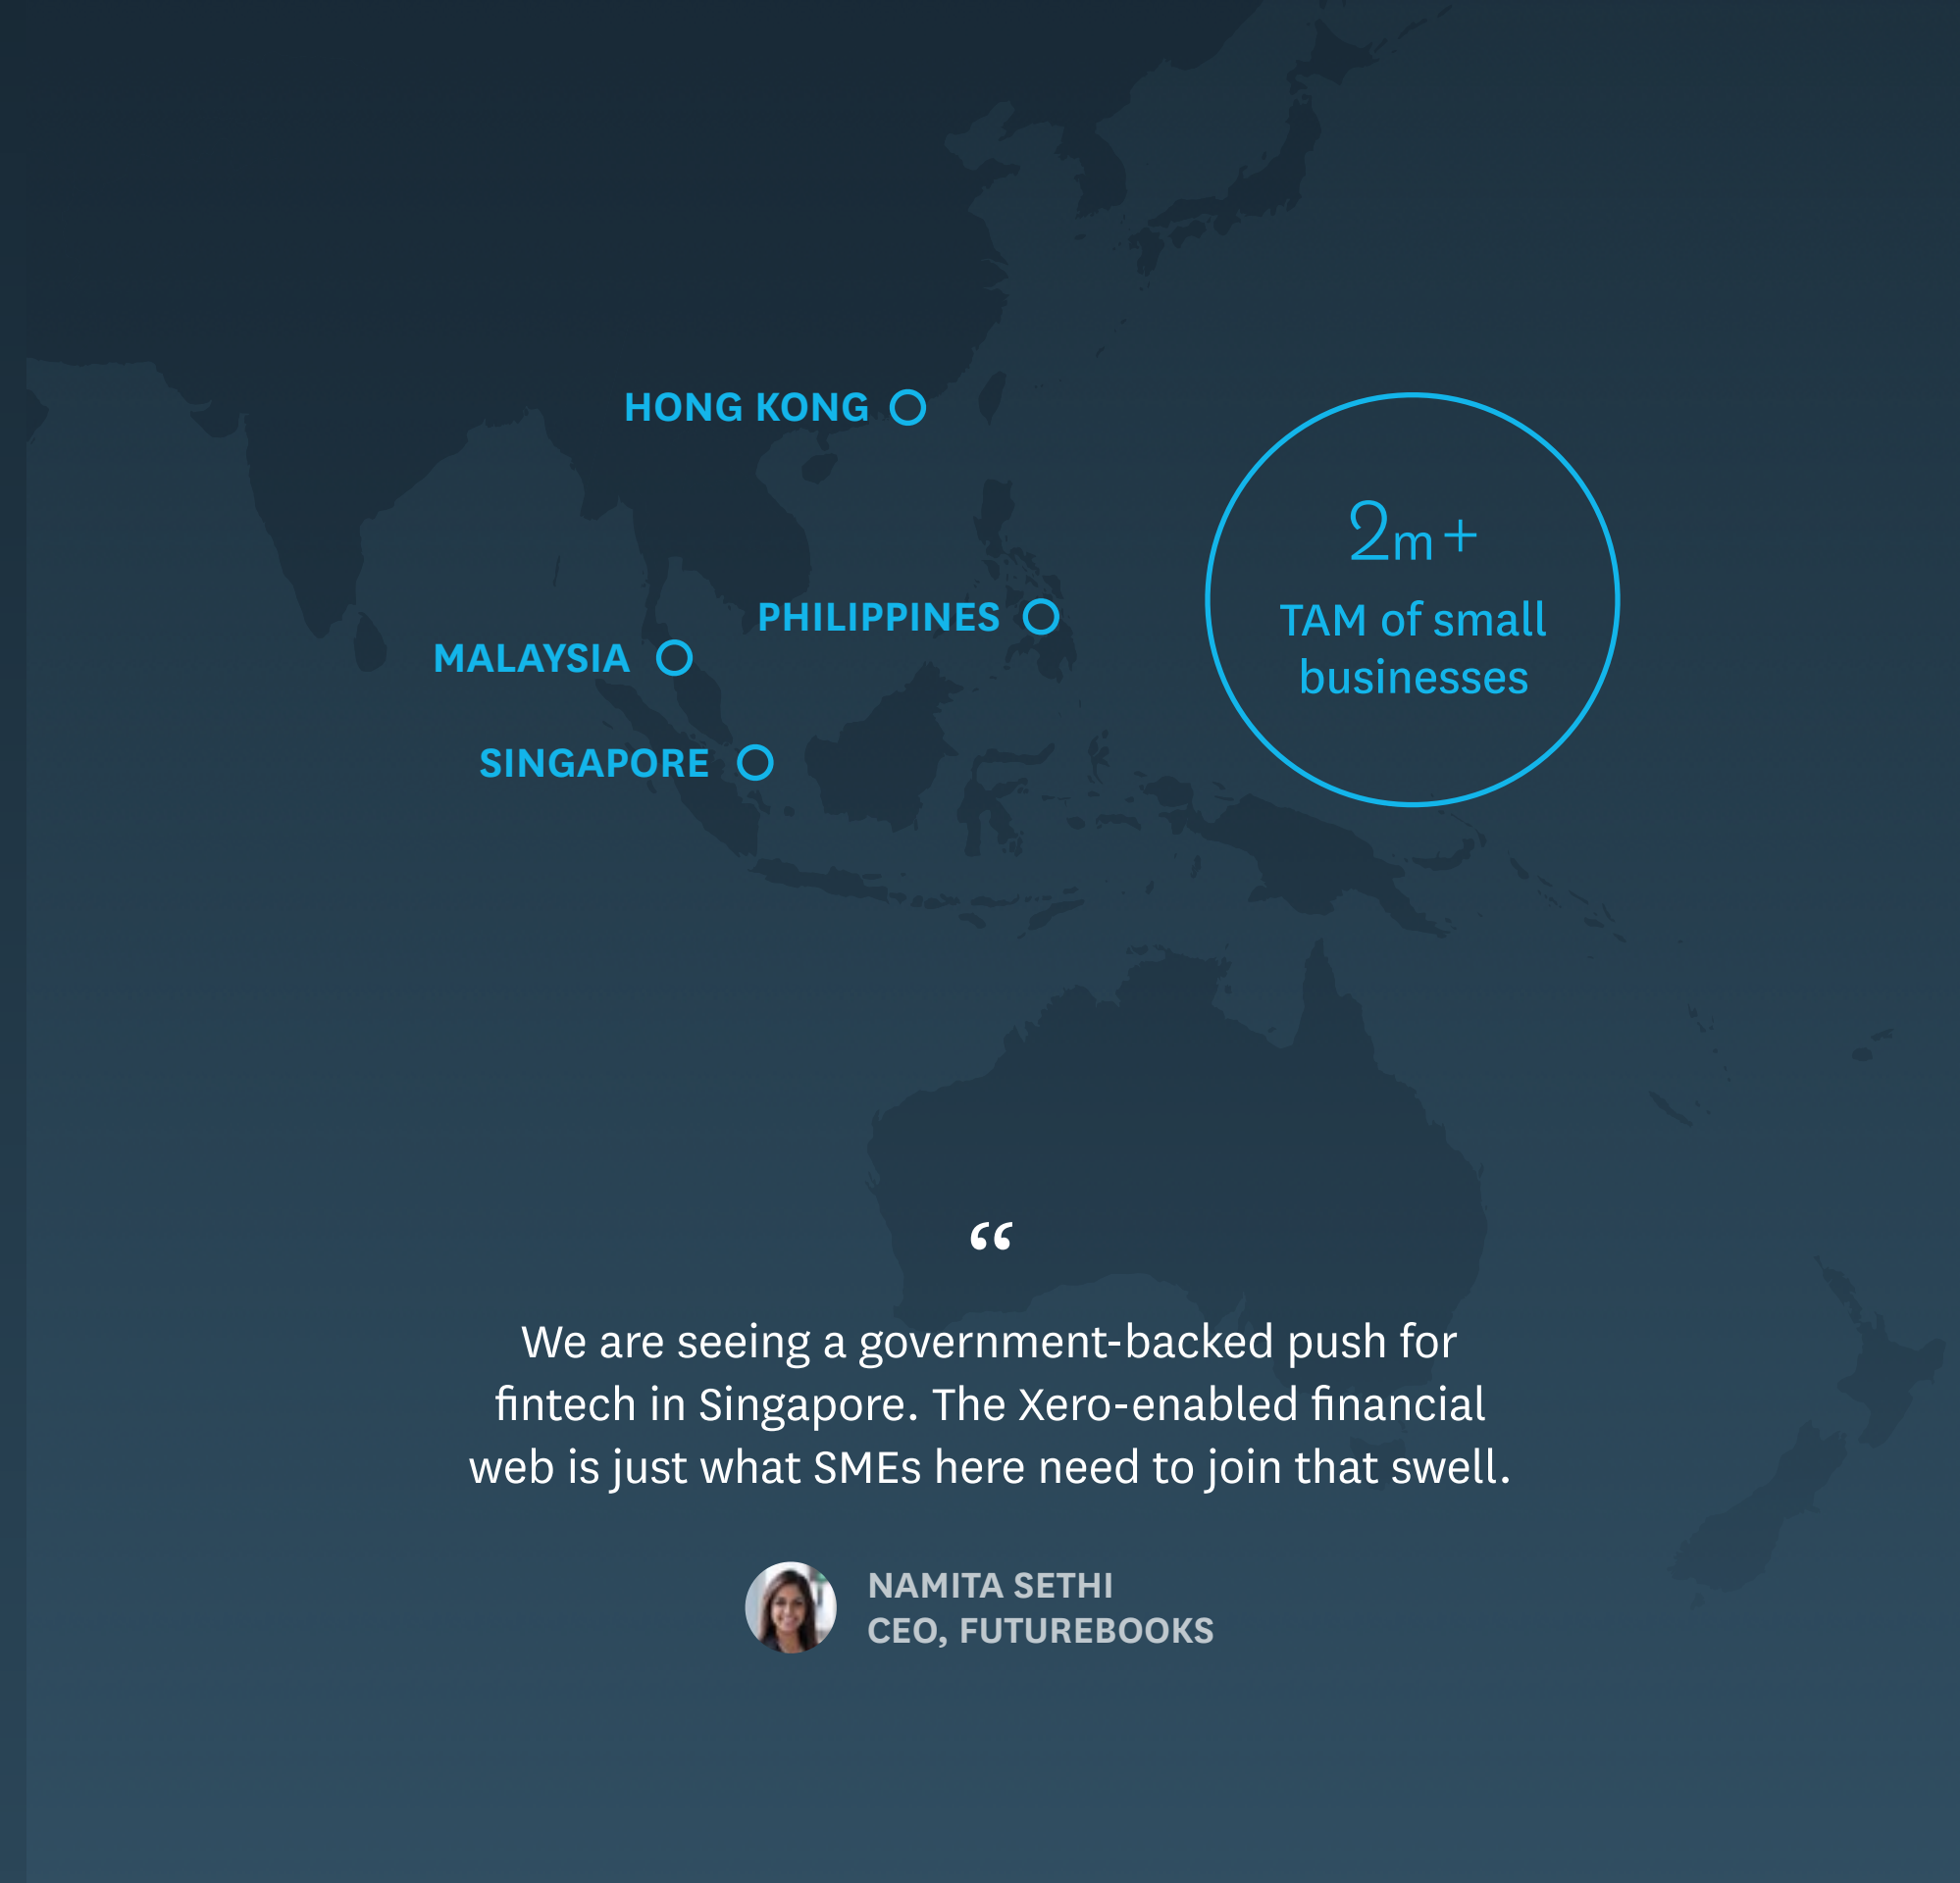 HONG KONG
2m+
TAM of small
businesses
PHILIPPINES
MALAYSIA
SINGAPORE
“
We are seeing a government-backed push for
fintech in Singapore. The Xero-enabled financial
web is just what SMEs here need to join that swell.
NAMITA SETHI
CEO, FUTUREBOOKS